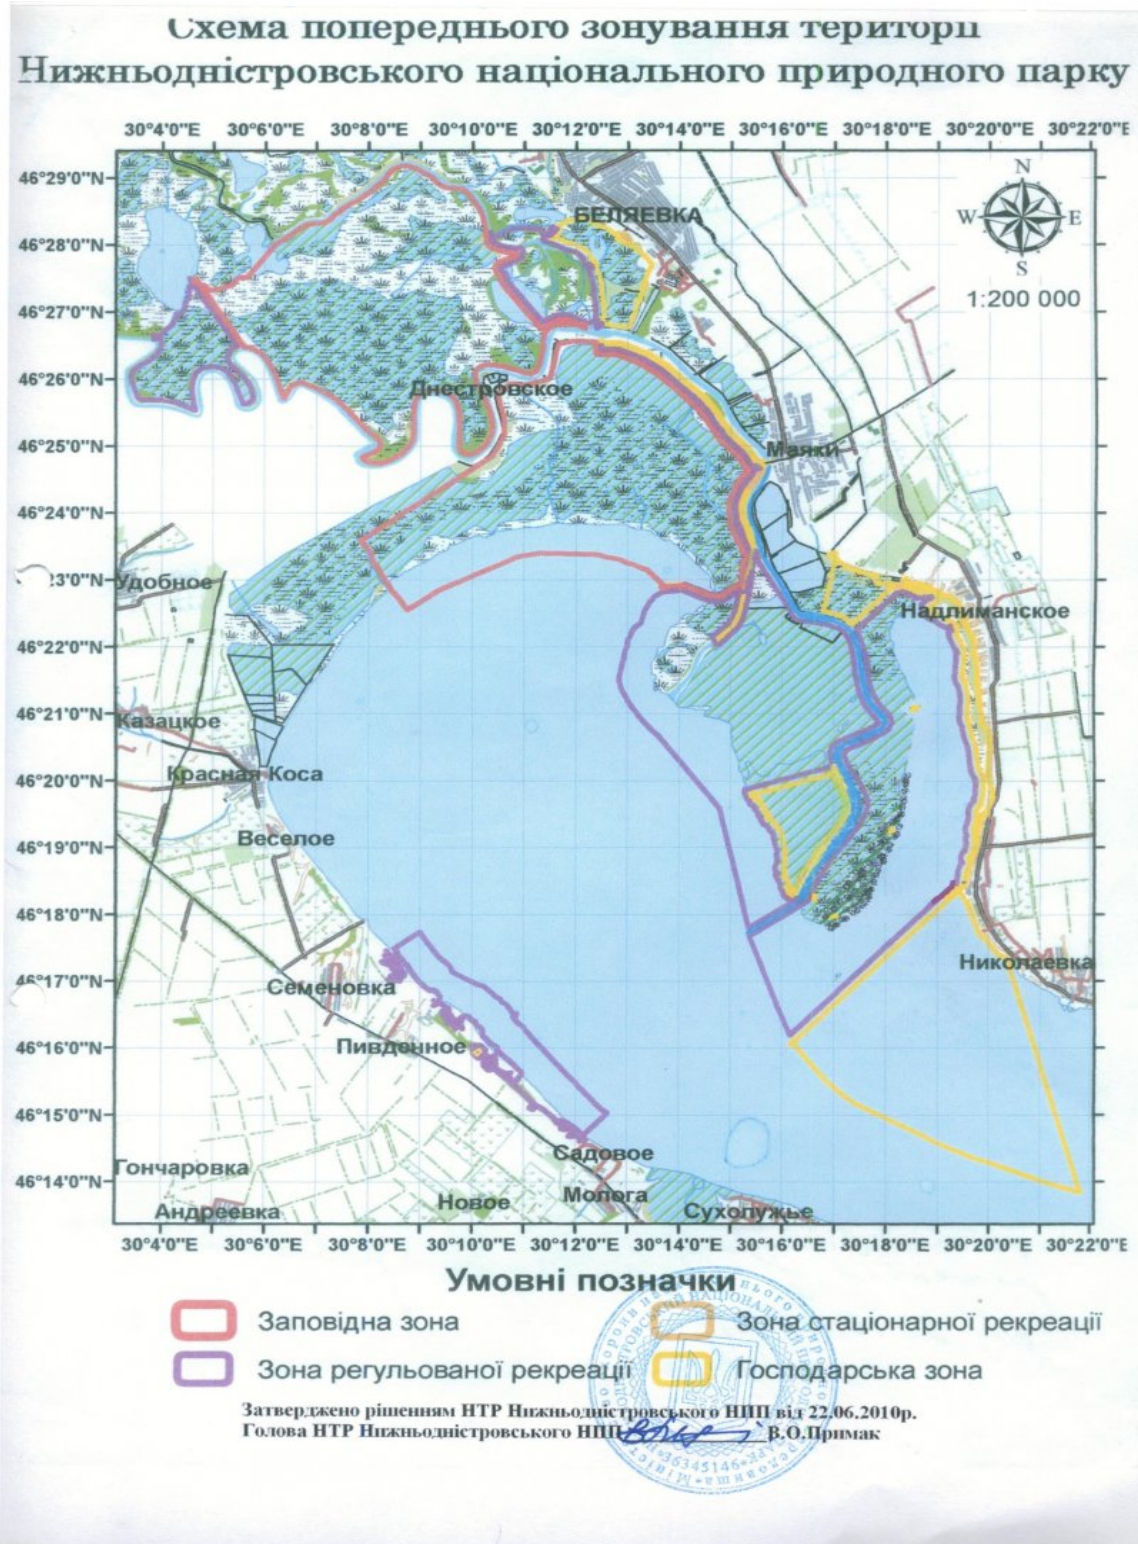 Схема попереднього зонування території
Нижньодністровського національного природного парку
30°4'0"E 30°6'0"E 30°8'0"E 30°10'0"E 30°12'0"E 30°14'0"E 30°16'0"E 30°18'0"E 30°20'0"E 30°22'0"E
46°29'0"N
N
БЕЛЯЕВКА
W E
46°28'0"N
S
46°27'0"N
1:200 000
46°26'0"N
Днестровское
46°25'0"N
Маяки
46°24'0"N
23'0"N
Удобное
Надлиманское
46°22'0"N
46°21'0"N
Казацкое
46°20'0"N
Красная Коса
46°19'0"N
Веселое
46°18'0"N
Николаевка
46°17'0"N
Семеновка
46°16'0"N
Пивденное
46°15'0"N
Садовое
Гончаровка
46°14'0"N
Молога
Новое
Андреевка
Сухолужье
30°4'0"E 30°6'0"E 30°8'0"E 30°10'0"E 30°12'0"E 30°14'0"E 30°16'0"E 30°18'0"E 30°20'0"E 30°22'0"E
Умовні позначки
Заповідна зона
Зона стаціонарної рекреації
Зона регульованої рекреації
Господарська зона
Затверджено рішенням НТР Нижньодністровського НПП від 22.06.2010р.
Голова НТР Нижньодністровського НПП В.О.Примак
36345146